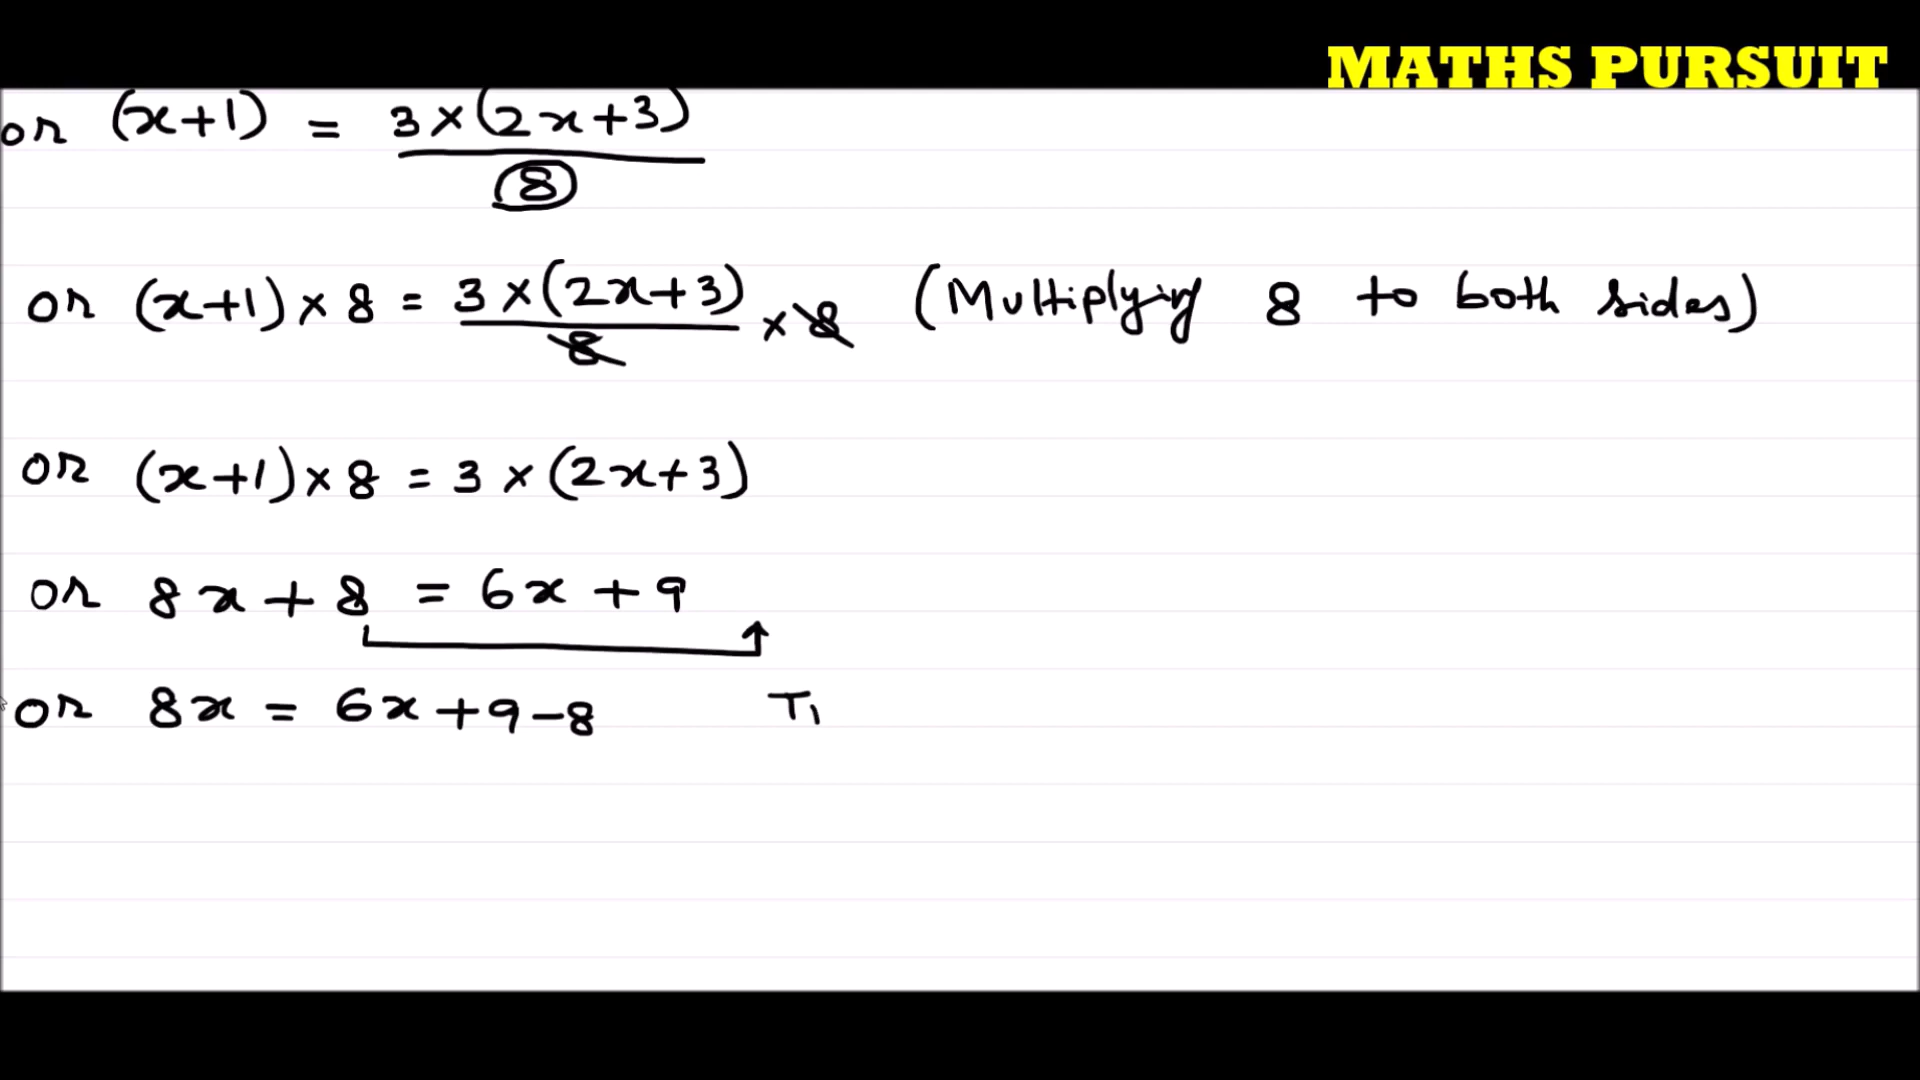 MATHS PURSUIT
or (x+1) = 3×(2x+3)
8
or (x+1)×8 = 3×(2x+3) ×8 (Multiplying 8 to both sides)
8
or (x+1)×8 = 3×(2x+3)
or 8x+8 = 6x+9
or 8x = 6x+9-8